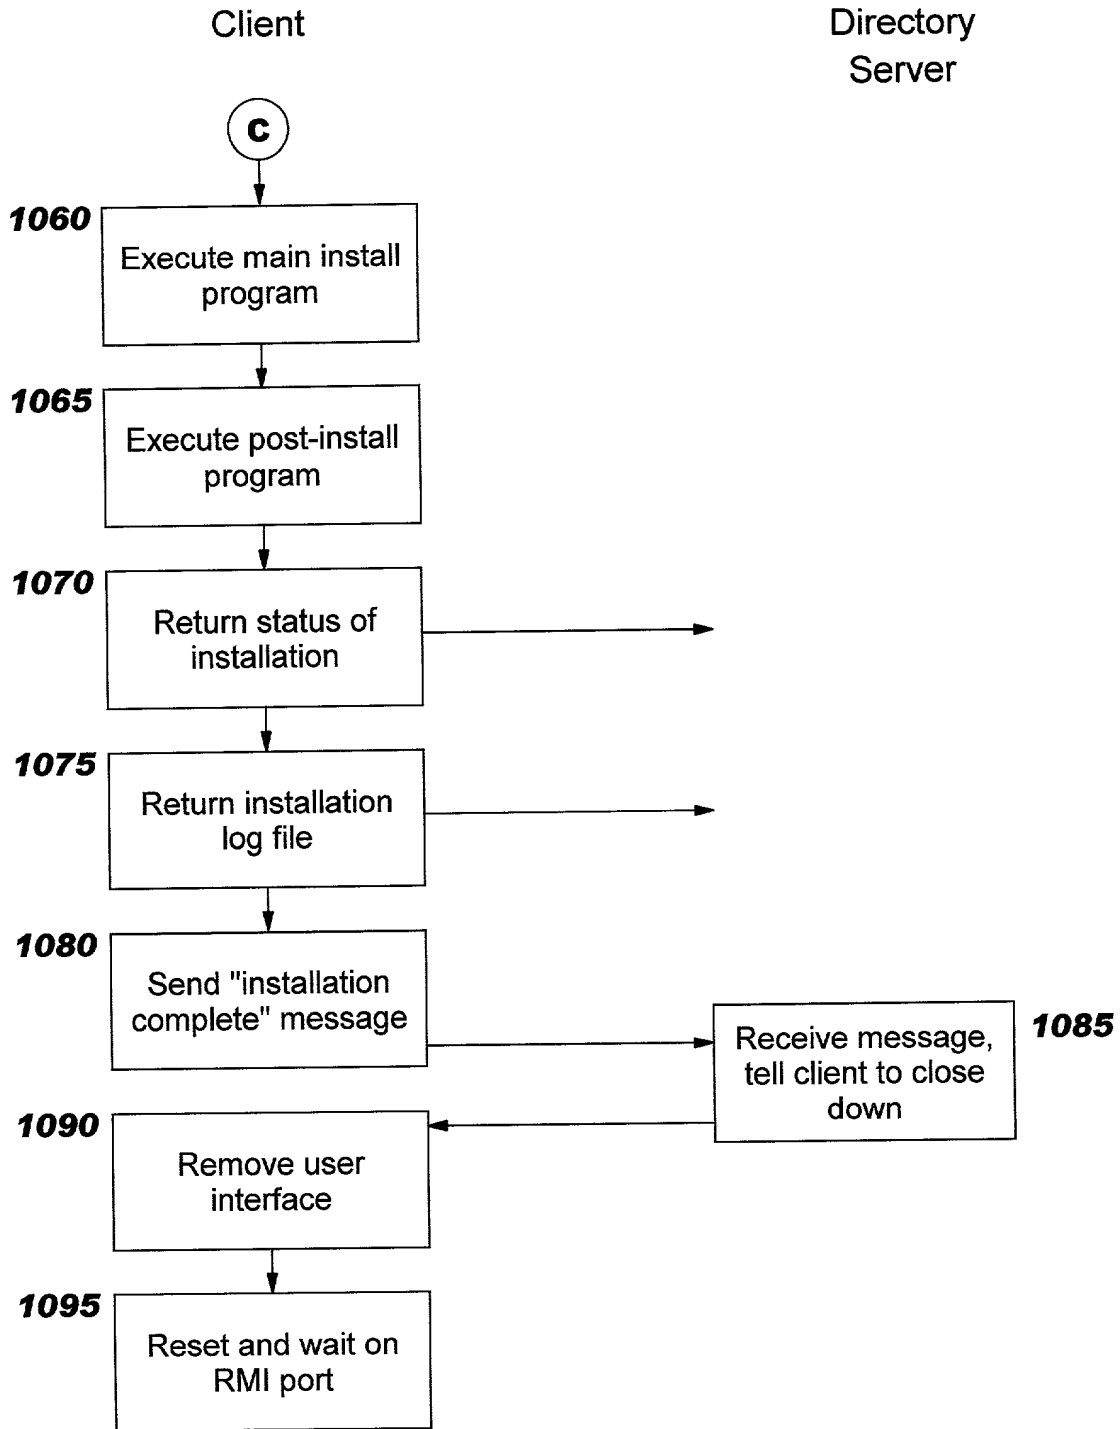 Client
Directory
Server
C
1060
Execute main install
program
1065
Execute post-install
program
1070
Return status of
installation
1075
Return installation
log file
1080
Send "installation
complete" message
1085
Receive message,
tell client to close
down
1090
Remove user
interface
1095
Reset and wait on
RMI port